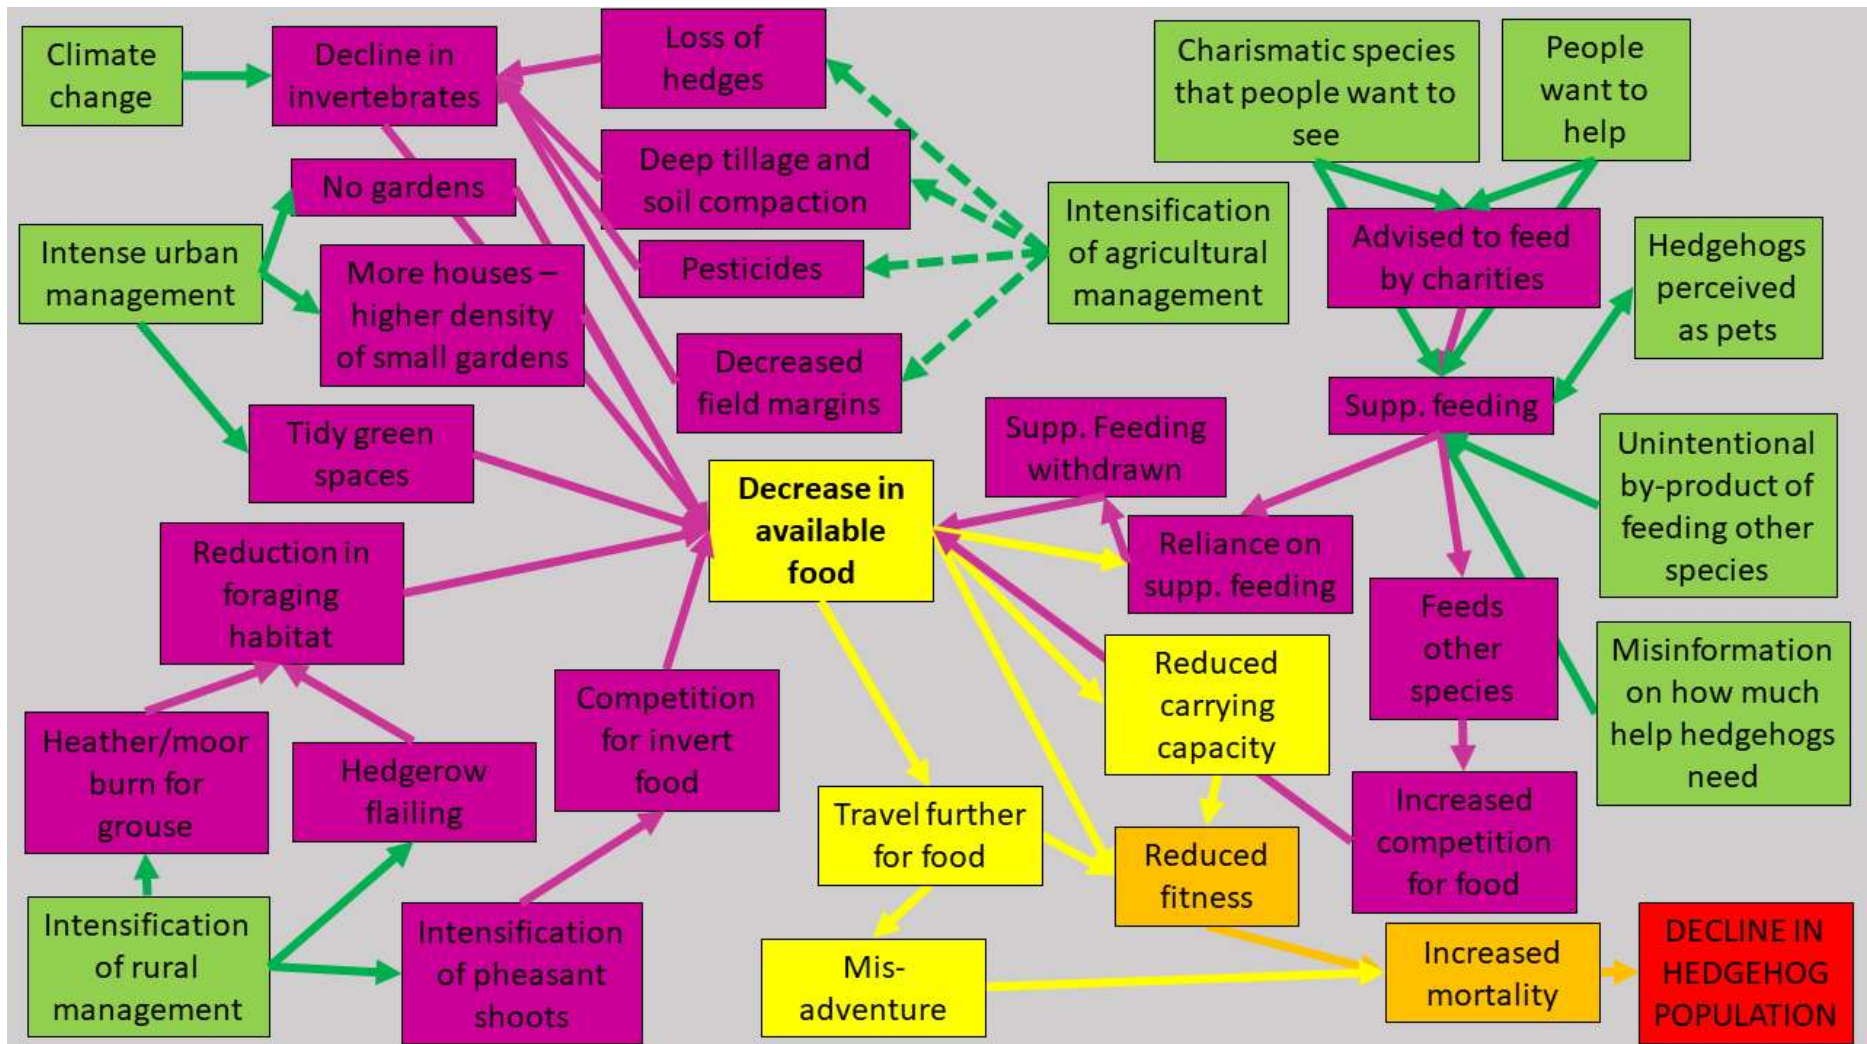 Climate
change
Decline in
invertebrates
Loss of
hedges
Charismatic species
that people want to
see
People
want to
help
No gardens
Deep tillage and
soil compaction
Intensification
of agricultural
management
Advised to feed
by charities
Hedgehogs
perceived
as pets
Intense urban
management
More houses –
higher density
of small gardens
Pesticides
Decreased
field margins
Supp. feeding
Tidy green
spaces
Supp. Feeding
withdrawn
Unintentional
by-product of
feeding other
species
Decrease in
available
food
Reliance on
supp. feeding
Reduction in
foraging
habitat
Feeds
other
species
Misinformation
on how much
help hedgehogs
need
Reduced
carrying
capacity
Competition
for invert
food
Heather/moor
burn for
grouse
Hedgerow
flailing
Travel further
for food
Reduced
fitness
Increased
competition
for food
Intensification
of rural
management
Intensification
of pheasant
shoots
Mis-
adventure
Increased
mortality
DECLINE IN
HEDGEHOG
POPULATION